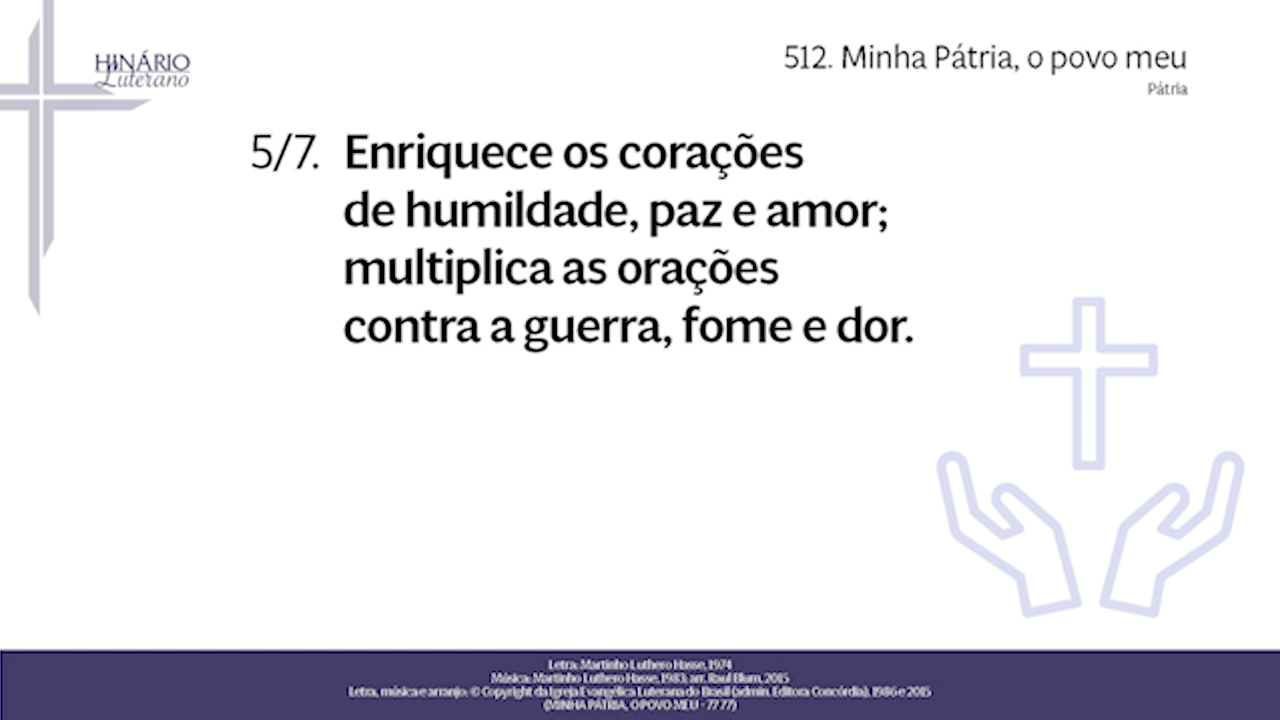 HINÁRIO
Luterano
512. Minha Pátria, o povo meu
Pátria
5/7. Enriquece os corações
de humildade, paz e amor;
multiplica as orações
contra a guerra, fome e dor.
Letra: Martinho Luthero Hasse, 1974
Música: Martinho Luthero Hasse, 1983; arr. Raul Blum, 2015
Letra, música e arranjo: © Copyright da Igreja Evangélica Luterana do Brasil (admin. Editora Concórdia), 1986 e 2015
(MINHA PÁTRIA, O POVO MEU - 77 77)